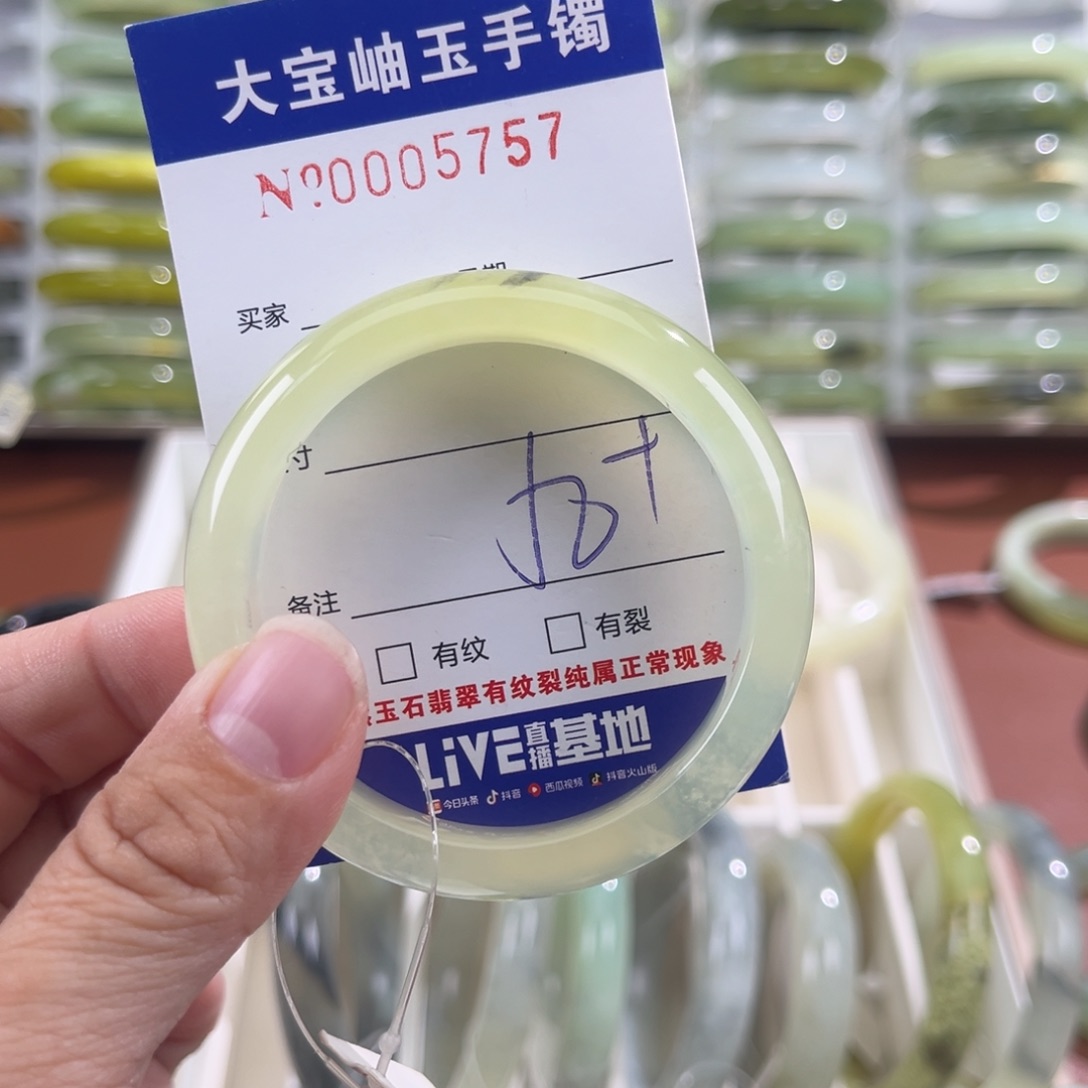 大宝岫玉手镯
Nº0005757
买家
寸
备注
有纹 有裂
玉石翡翠有纹裂纯属正常现象
LiVE直播基地
今日头条 抖音 西瓜视频 抖音火山版